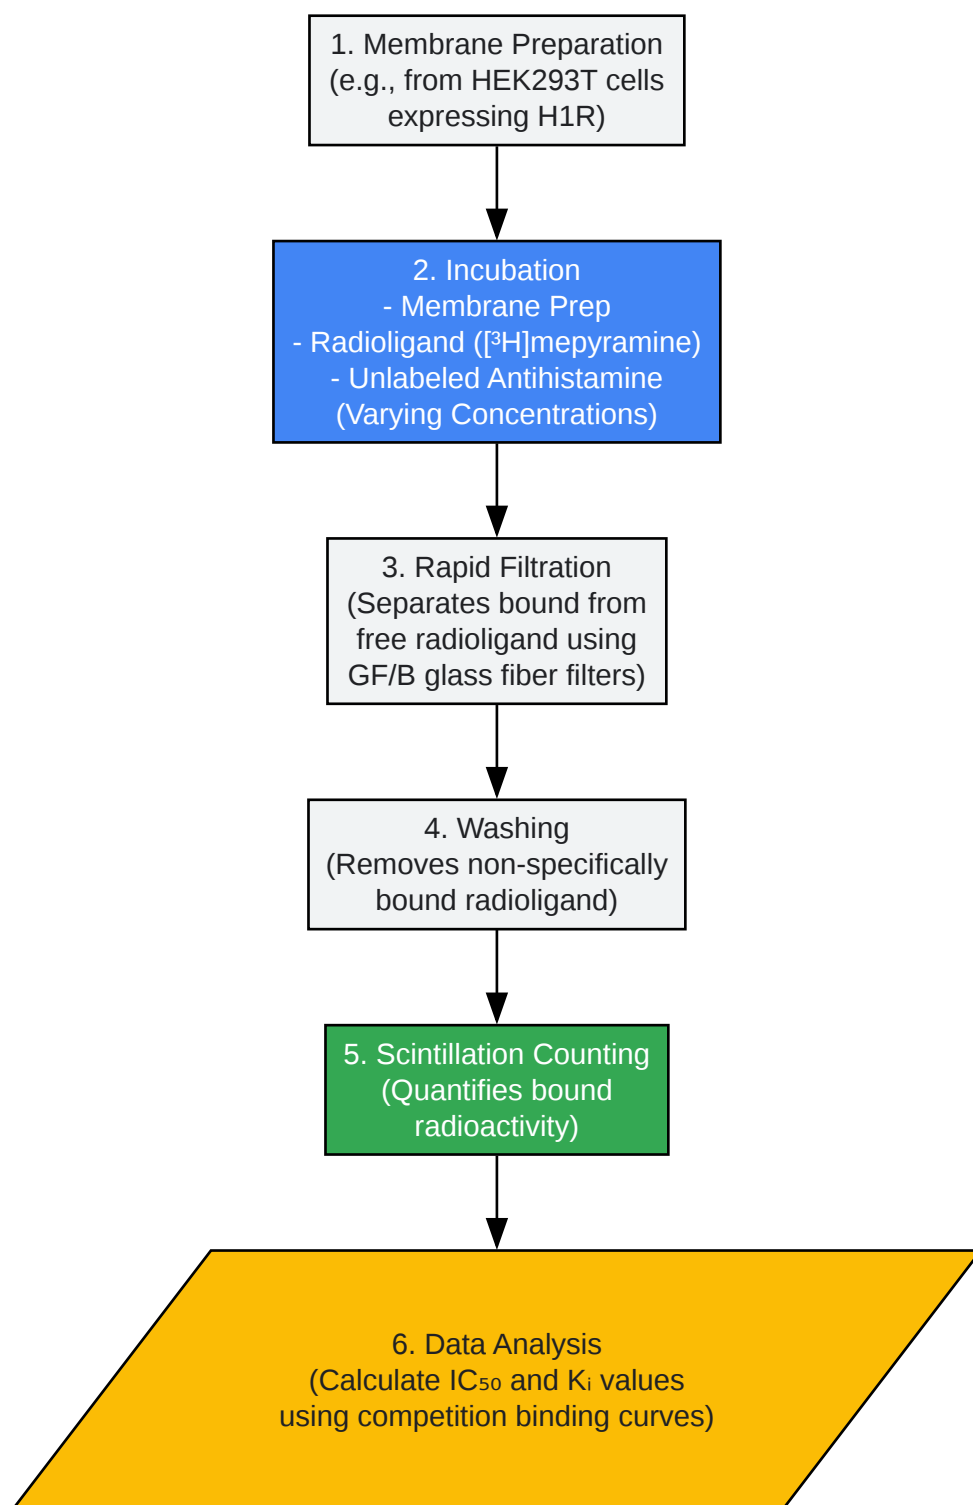 1. Membrane Preparation
(e.g., from HEK293T cells
expressing H1R)
2. Incubation
- Membrane Prep
- Radioligand ([³H]mepyramine)
- Unlabeled Antihistamine
(Varying Concentrations)
3. Rapid Filtration
(Separates bound from
free radioligand using
GF/B glass fiber filters)
4. Washing
(Removes non-specifically
bound radioligand)
5. Scintillation Counting
(Quantifies bound
radioactivity)
6. Data Analysis
(Calculate IC₅₀ and Kᵢ values
using competition binding curves)